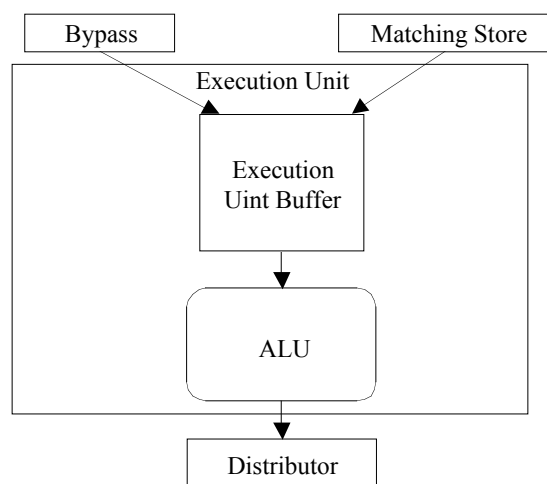 Bypass
Matching Store
Execution Unit
Execution
Uint Buffer
ALU
Distributor